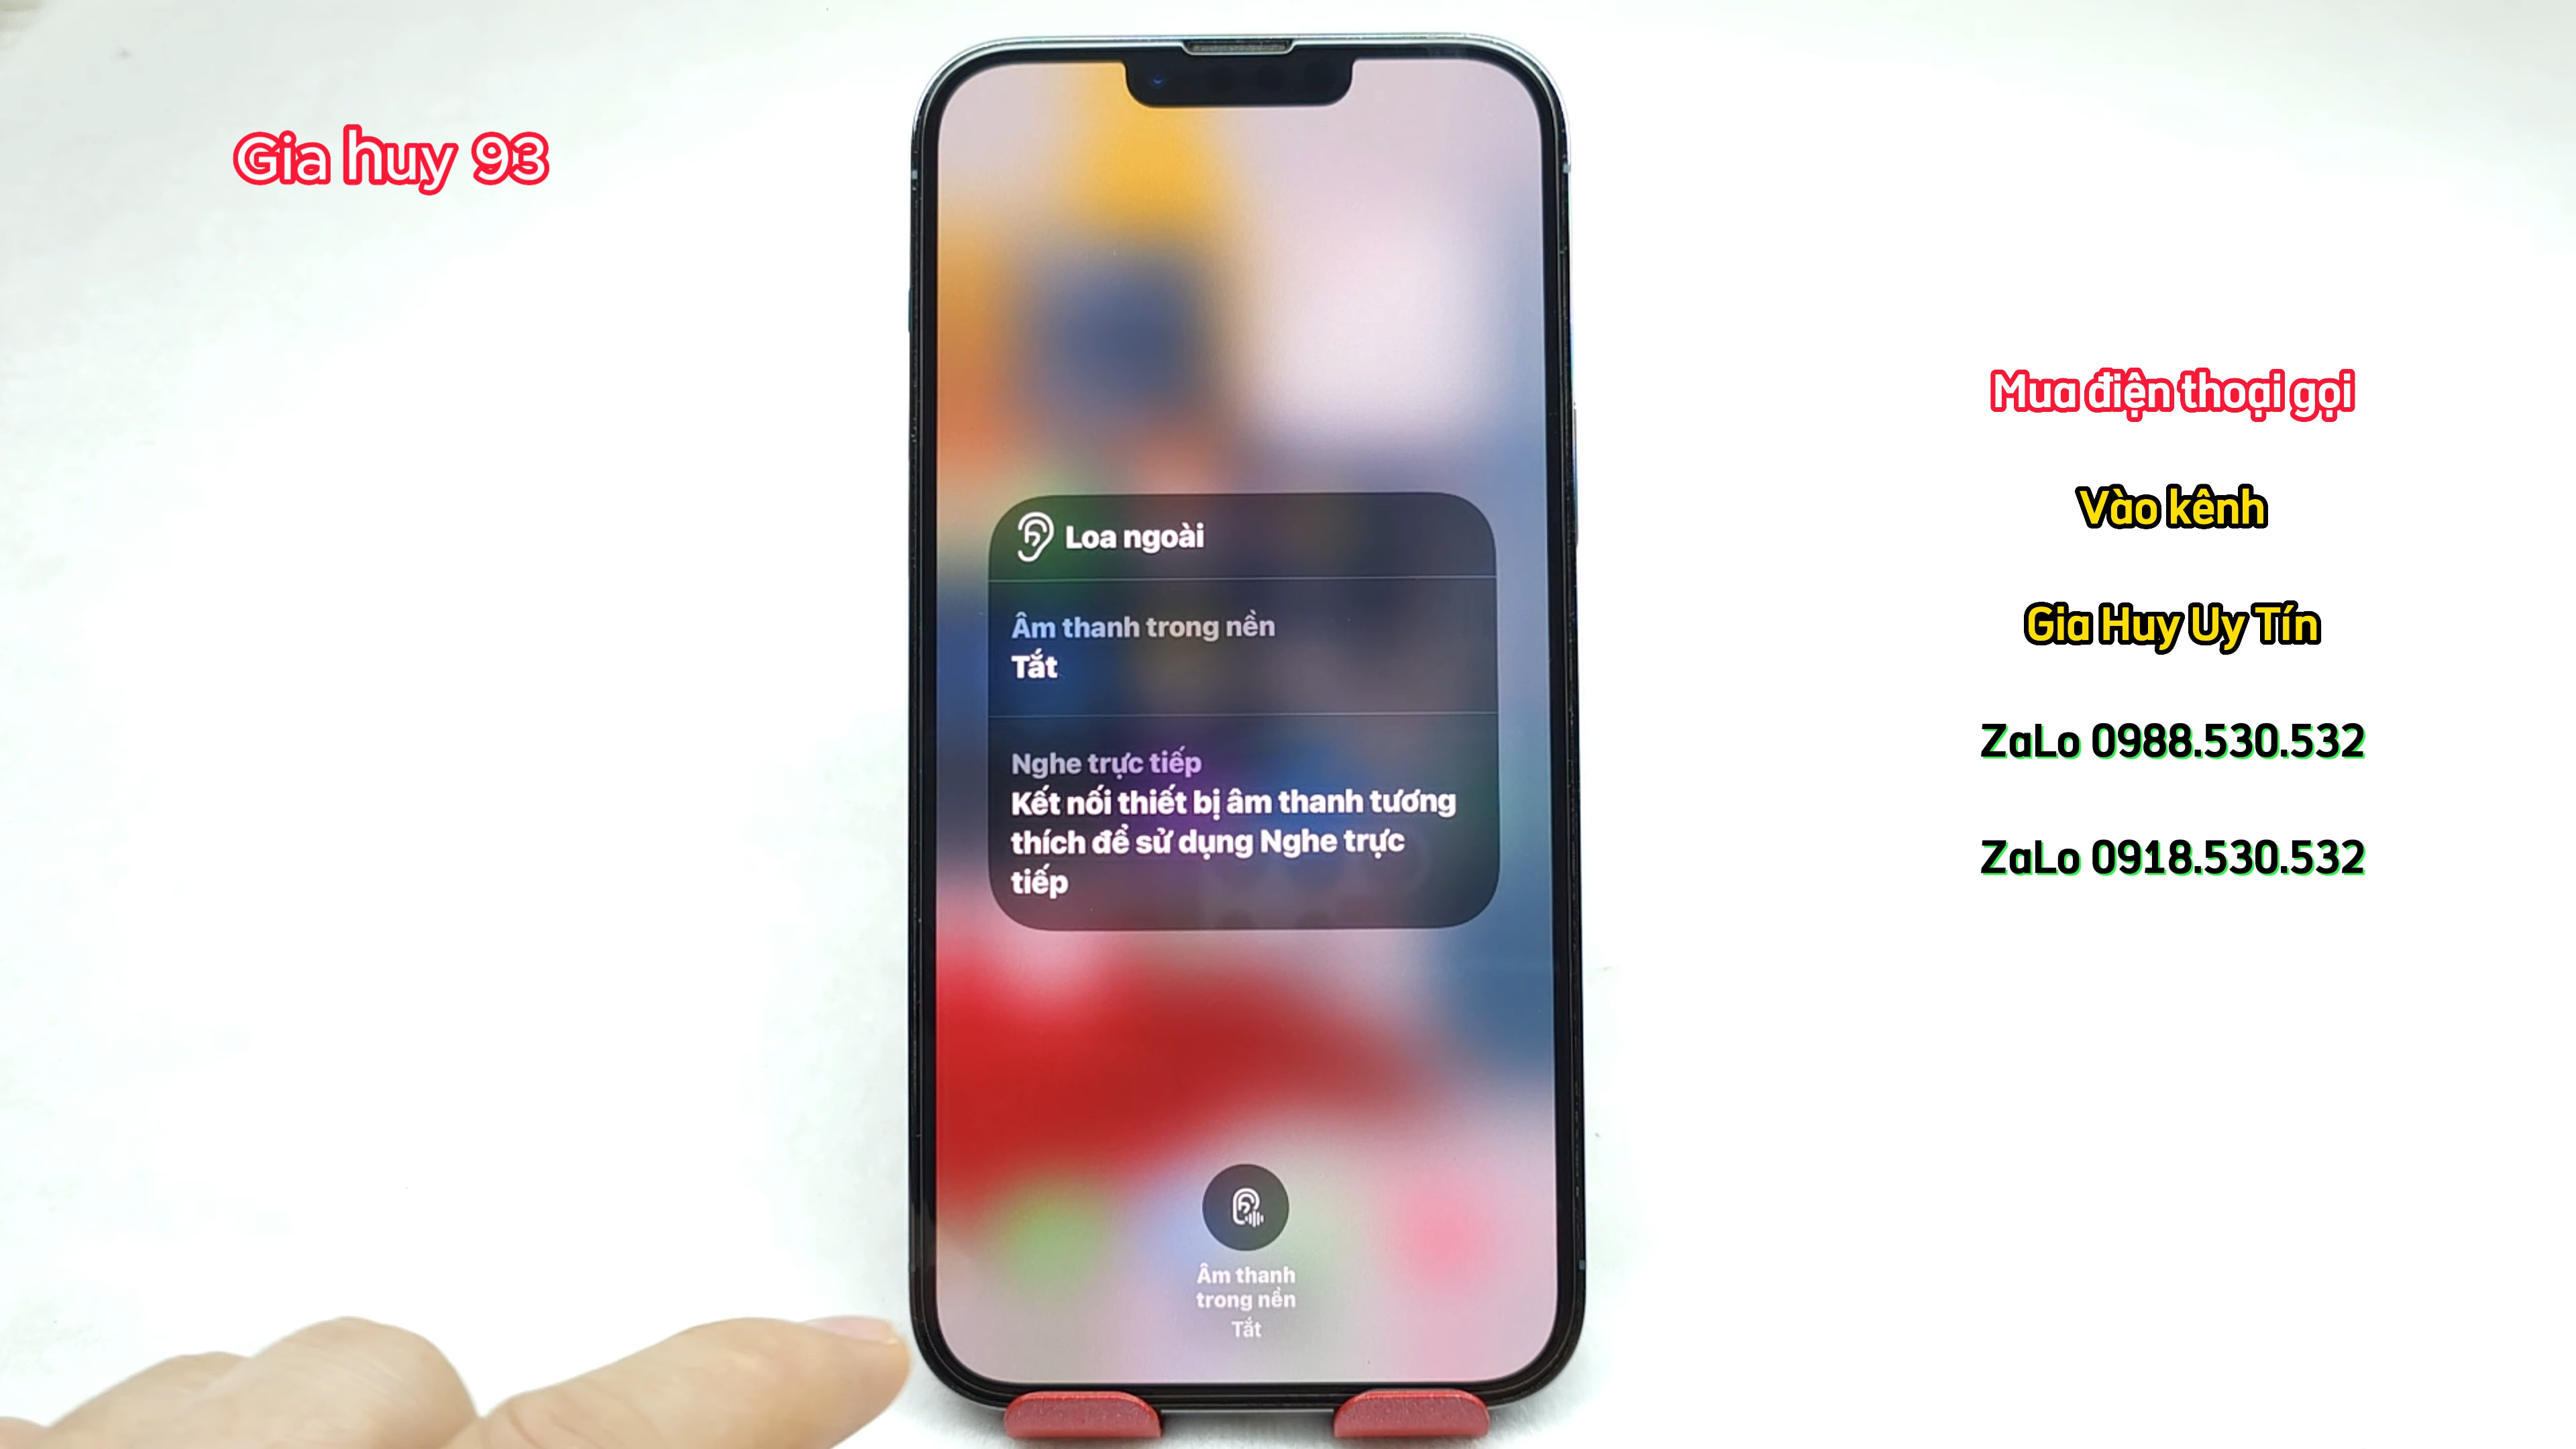 Gia huy 93
Loa ngoài
Âm thanh trong nền
Tắt
Nghe trực tiếp
Kết nối thiết bị âm thanh tương
thích để sử dụng Nghe trực
tiếp
Âm thanh
trong nền
Tắt
Mua điện thoại gọi
Vào kênh
Gia Huy Uy Tín
ZaLo 0988.530.532
ZaLo 0918.530.532